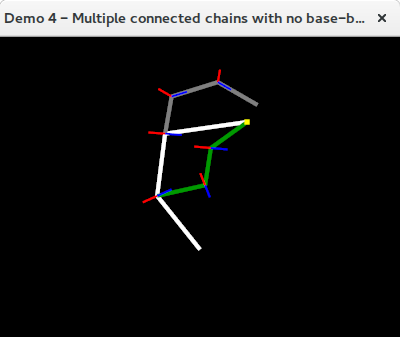 Demo 4 – Multiple connected chains with no base-b...